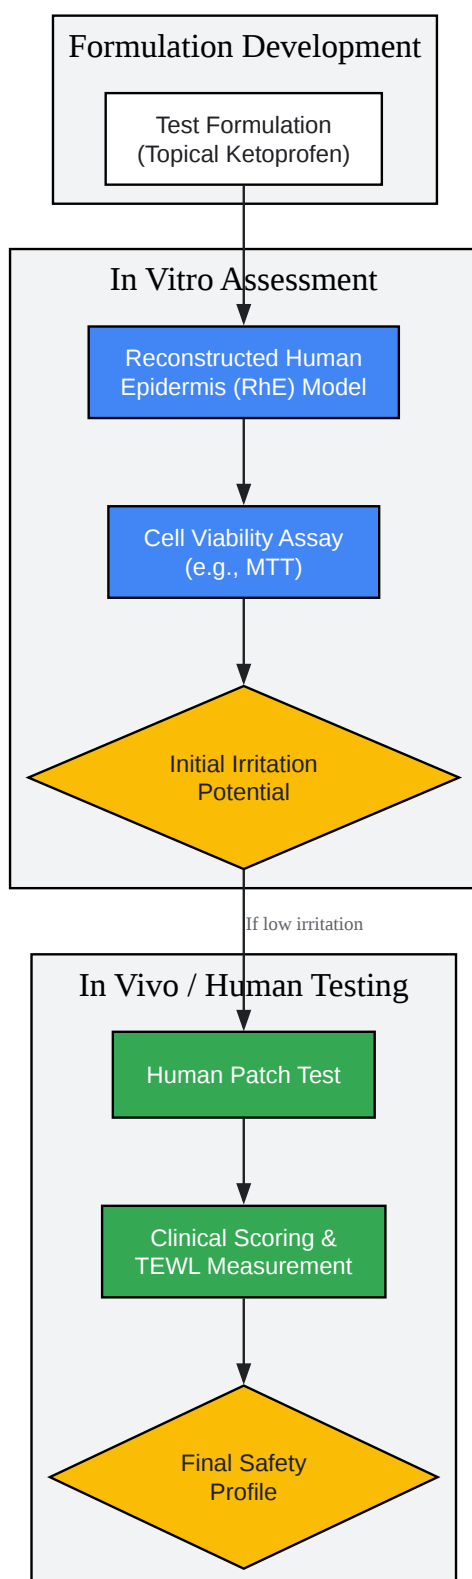 Formulation Development
Test Formulation
(Topical Ketoprofen)
In Vitro Assessment
Reconstructed Human
Epidermis (RhE) Model
Cell Viability Assay
(e.g., MTT)
Initial Irritation
Potential
If low irritation
In Vivo / Human Testing
Human Patch Test
Clinical Scoring &
TEWL Measurement
Final Safety
Profile